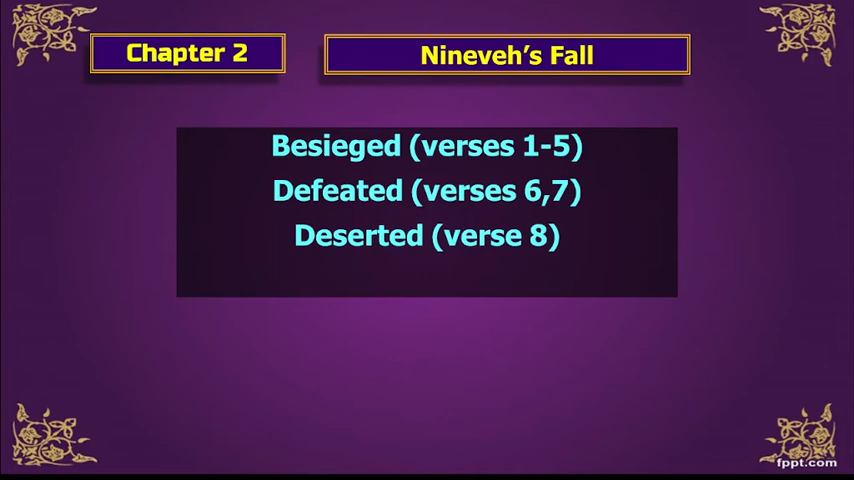 Chapter 2
Nineveh's Fall
Besieged (verses 1-5)
Defeated (verses 6,7)
Deserted (verse 8)
fppt.com